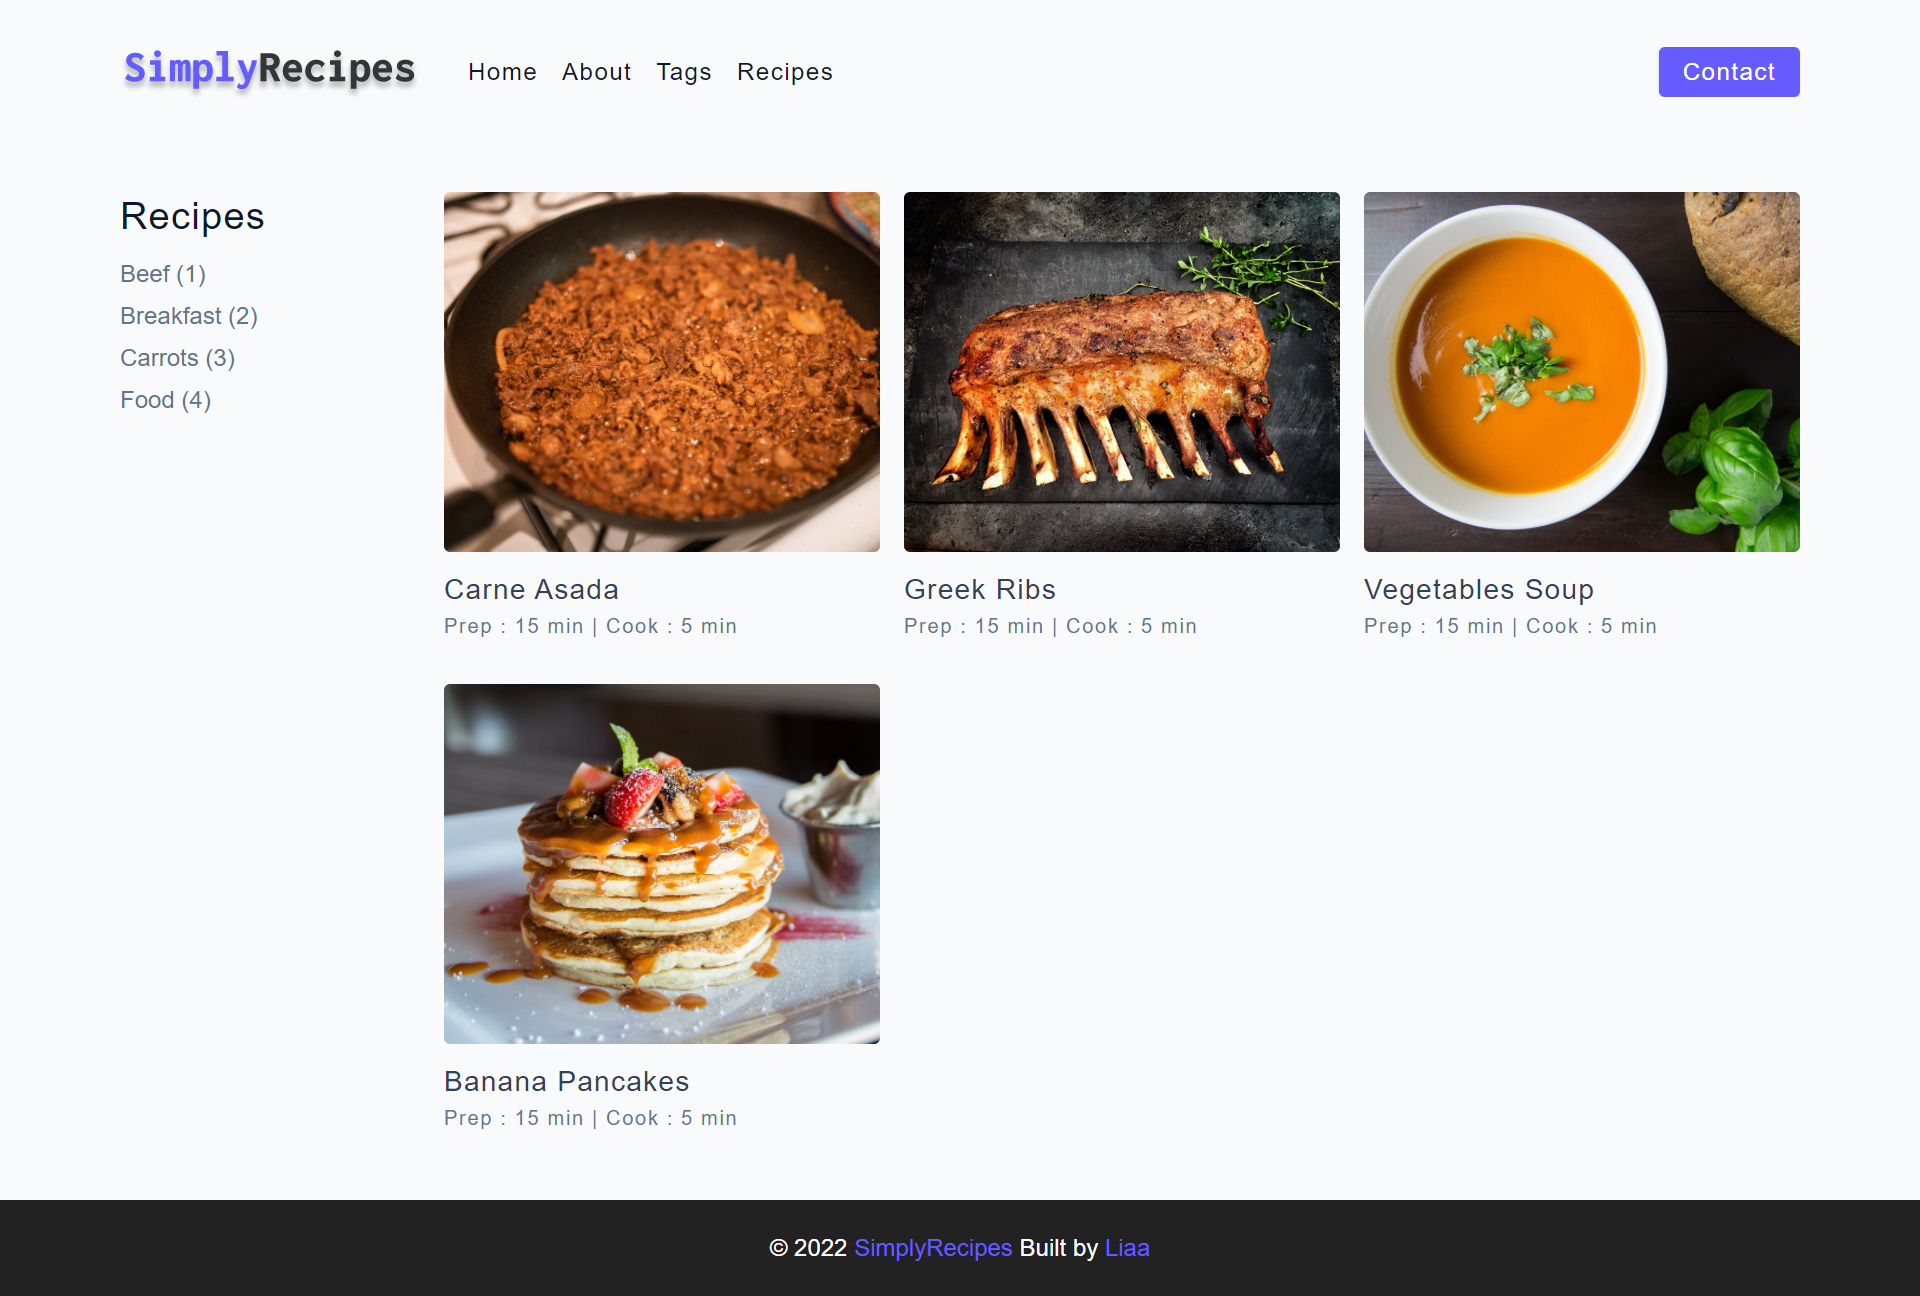 SimplyRecipes
Home About Tags Recipes
Contact
Recipes
Beef (1)
Breakfast (2)
Carrots (3)
Food (4)
Carne Asada
Prep : 15 min | Cook : 5 min
Greek Ribs
Prep : 15 min | Cook : 5 min
Vegetables Soup
Prep : 15 min | Cook : 5 min
Banana Pancakes
Prep : 15 min | Cook : 5 min
© 2022 SimplyRecipes Built by Liaa